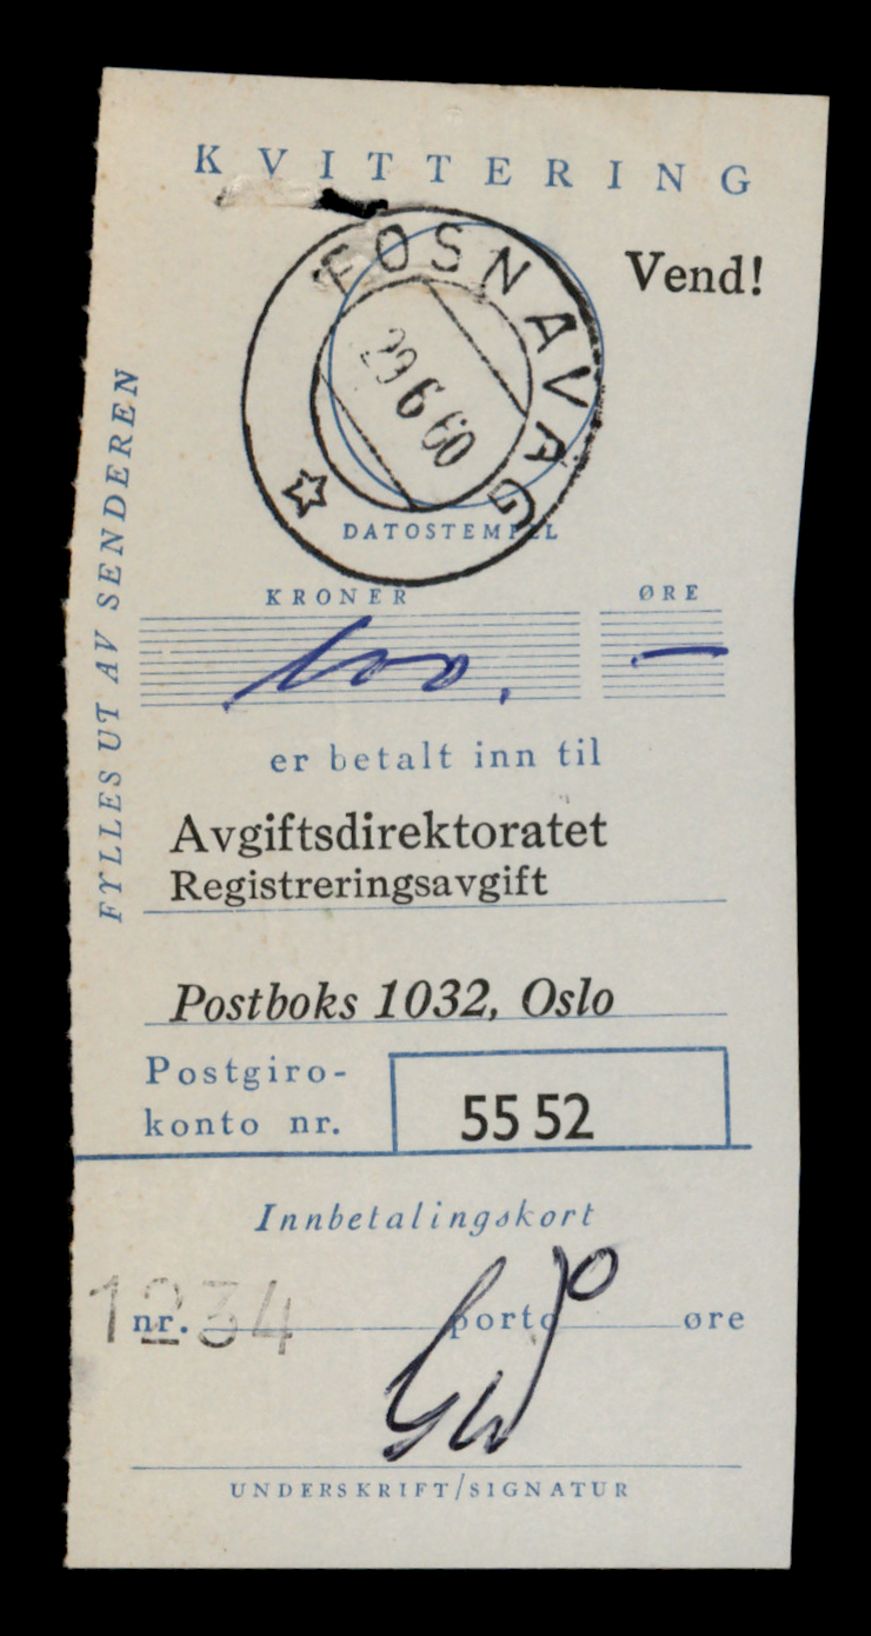 KVITTERING
Vend!
FOSNAVÅG
29 6 60
DATOSTEMPEL
FYLLES UT AV SENDEREN
KRONER ØRE
100. —
er betalt inn til
Avgiftsdirektoratet
Registreringsavgift
Postboks 1032, Oslo
Postgiro-
konto nr. 55 52
Innbetalingskort
1234
nr. porto øre
UNDERSKRIFT/SIGNATUR